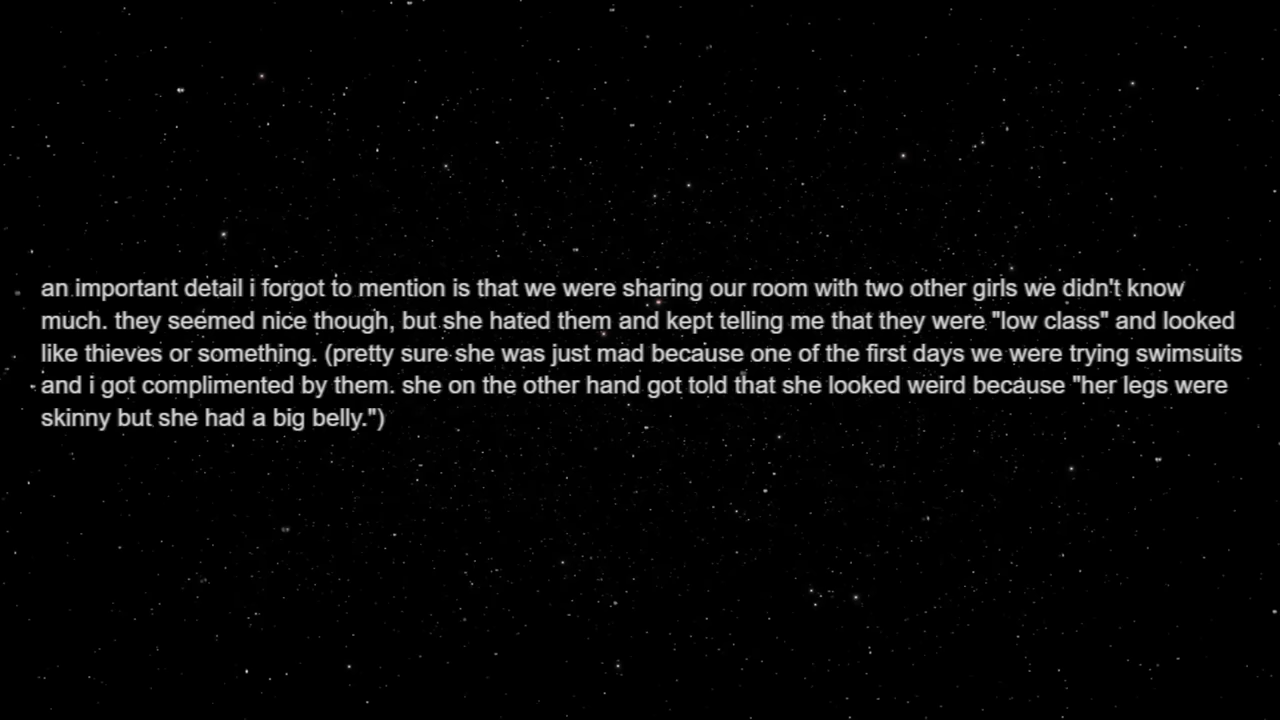 an important detail i forgot to mention is that we were sharing our room with two other girls we didn't know
much. they seemed nice though, but she hated them and kept telling me that they were "low class" and looked
like thieves or something. (pretty sure she was just mad because one of the first days we were trying swimsuits
and i got complimented by them. she on the other hand got told that she looked weird because "her legs were
skinny but she had a big belly.")